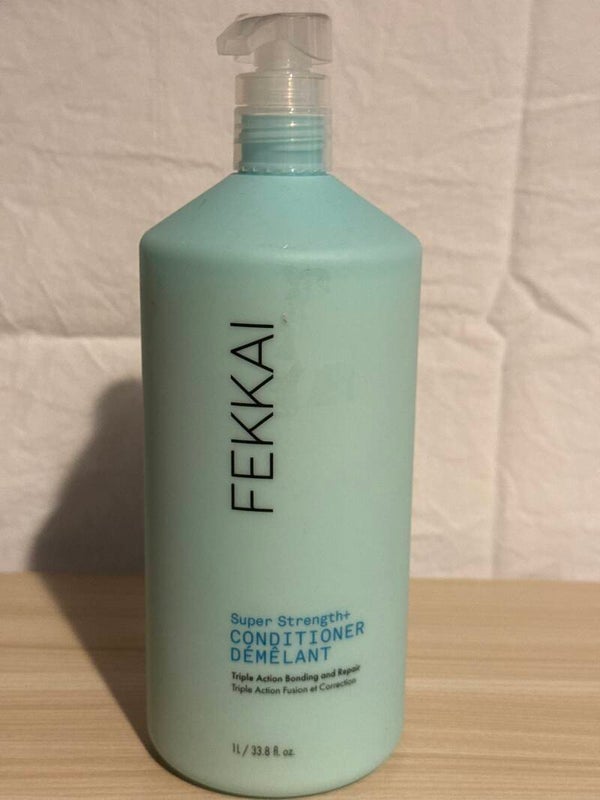 FEKKAI
Super Strength+
CONDITIONER
DÉMÊLANT
Triple Action Bonding and Repair
Triple Action Fusion et Correction
1L / 33.8 fl. oz.